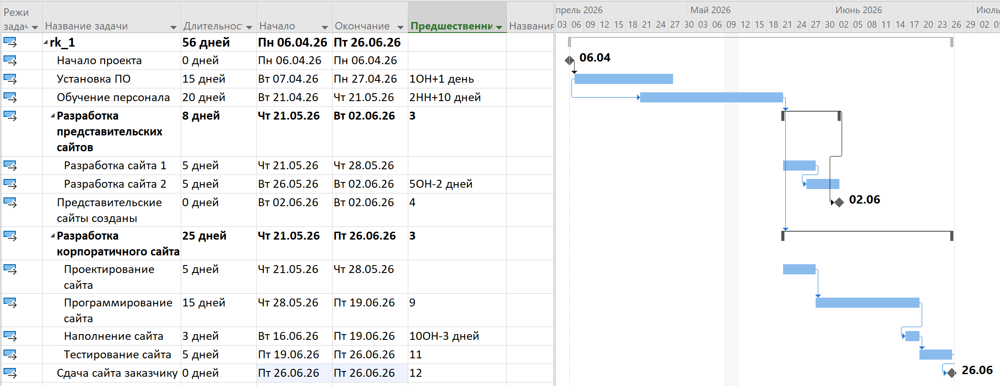 Режи
задач
Название задачи
Длительнос
Начало
Окончание
Предшественни
Названия
прель 2026
Май 2026
Июнь 2026
Июль
03 06 09 12 15 18 21 24 27 30 03 06 09 12 15 18 21 24 27 30 02 05 08 11 14 17 20 23 26 29 02 05
rk_1 56 дней Пн 06.04.26 Пт 26.06.26
Начало проекта 0 дней Пн 06.04.26 Пн 06.04.26
06.04
Установка ПО 15 дней Вт 07.04.26 Пн 27.04.26 1ОН+1 день
Обучение персонала 20 дней Вт 21.04.26 Чт 21.05.26 2НН+10 дней
Разработка 8 дней Чт 21.05.26 Вт 02.06.26 3
представительских
сайтов
Разработка сайта 1 5 дней Чт 21.05.26 Чт 28.05.26
Разработка сайта 2 5 дней Вт 26.05.26 Вт 02.06.26 5ОН-2 дней
Представительские 0 дней Вт 02.06.26 Вт 02.06.26 4
сайты созданы
02.06
Разработка 25 дней Чт 21.05.26 Пт 26.06.26 3
корпоратичного сайта
Проектирование 5 дней Чт 21.05.26 Чт 28.05.26
сайта
Программирование 15 дней Чт 28.05.26 Пт 19.06.26 9
сайта
Наполнение сайта 3 дней Вт 16.06.26 Пт 19.06.26 10ОН-3 дней
Тестирование сайта 5 дней Пт 19.06.26 Пт 26.06.26 11
Сдача сайта заказчику 0 дней Пт 26.06.26 Пт 26.06.26 12
26.06